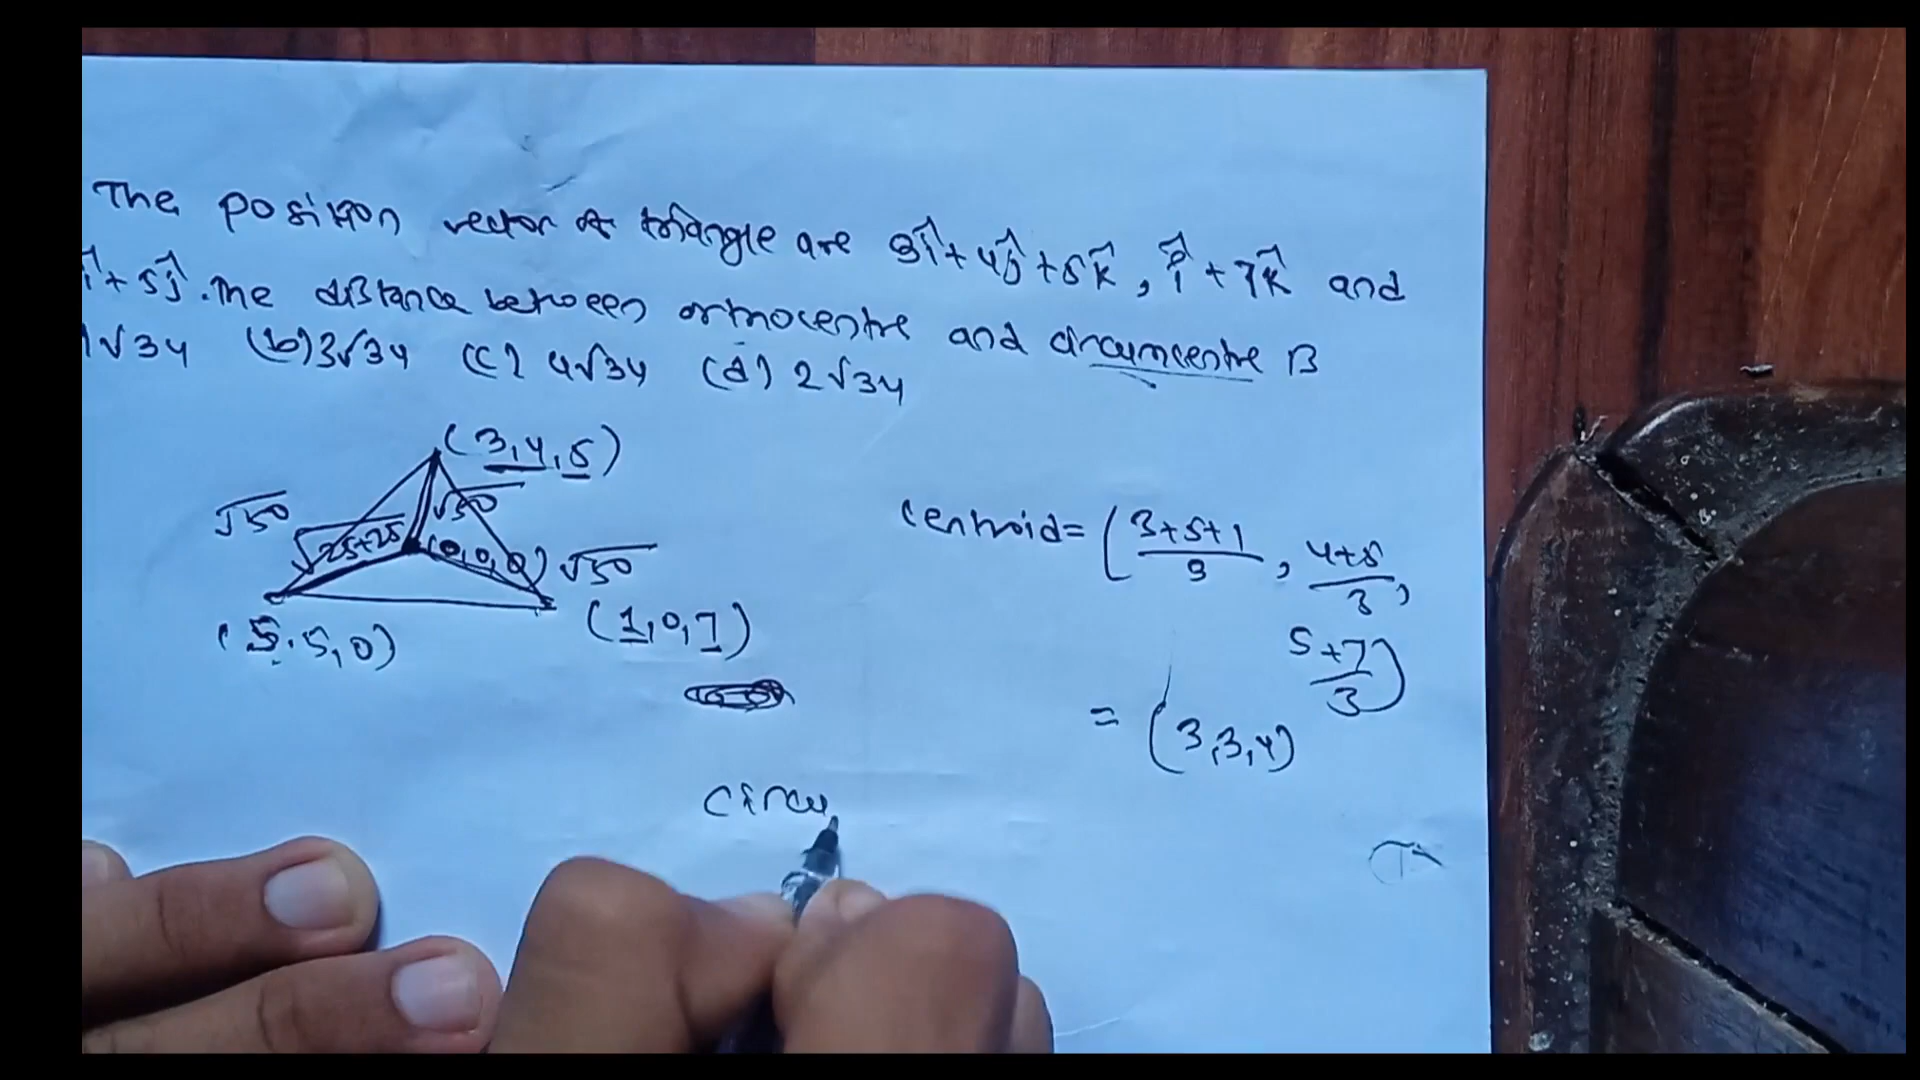 The position vector of triangle are 3î+4ĵ+5k̂, î+7k̂ and
î+5ĵ. The distance between orthocentre and circumcentre is
√34 (b) 3√34 (c) 4√34 (d) 2√34
(3,4,5)
√50 √50
√25+25 (0,0,0) √50
(5,5,0) (1,0,7)
centroid = (3+5+1/3, 4+5/3,
5+7/3)
= (3,3,4)
circu